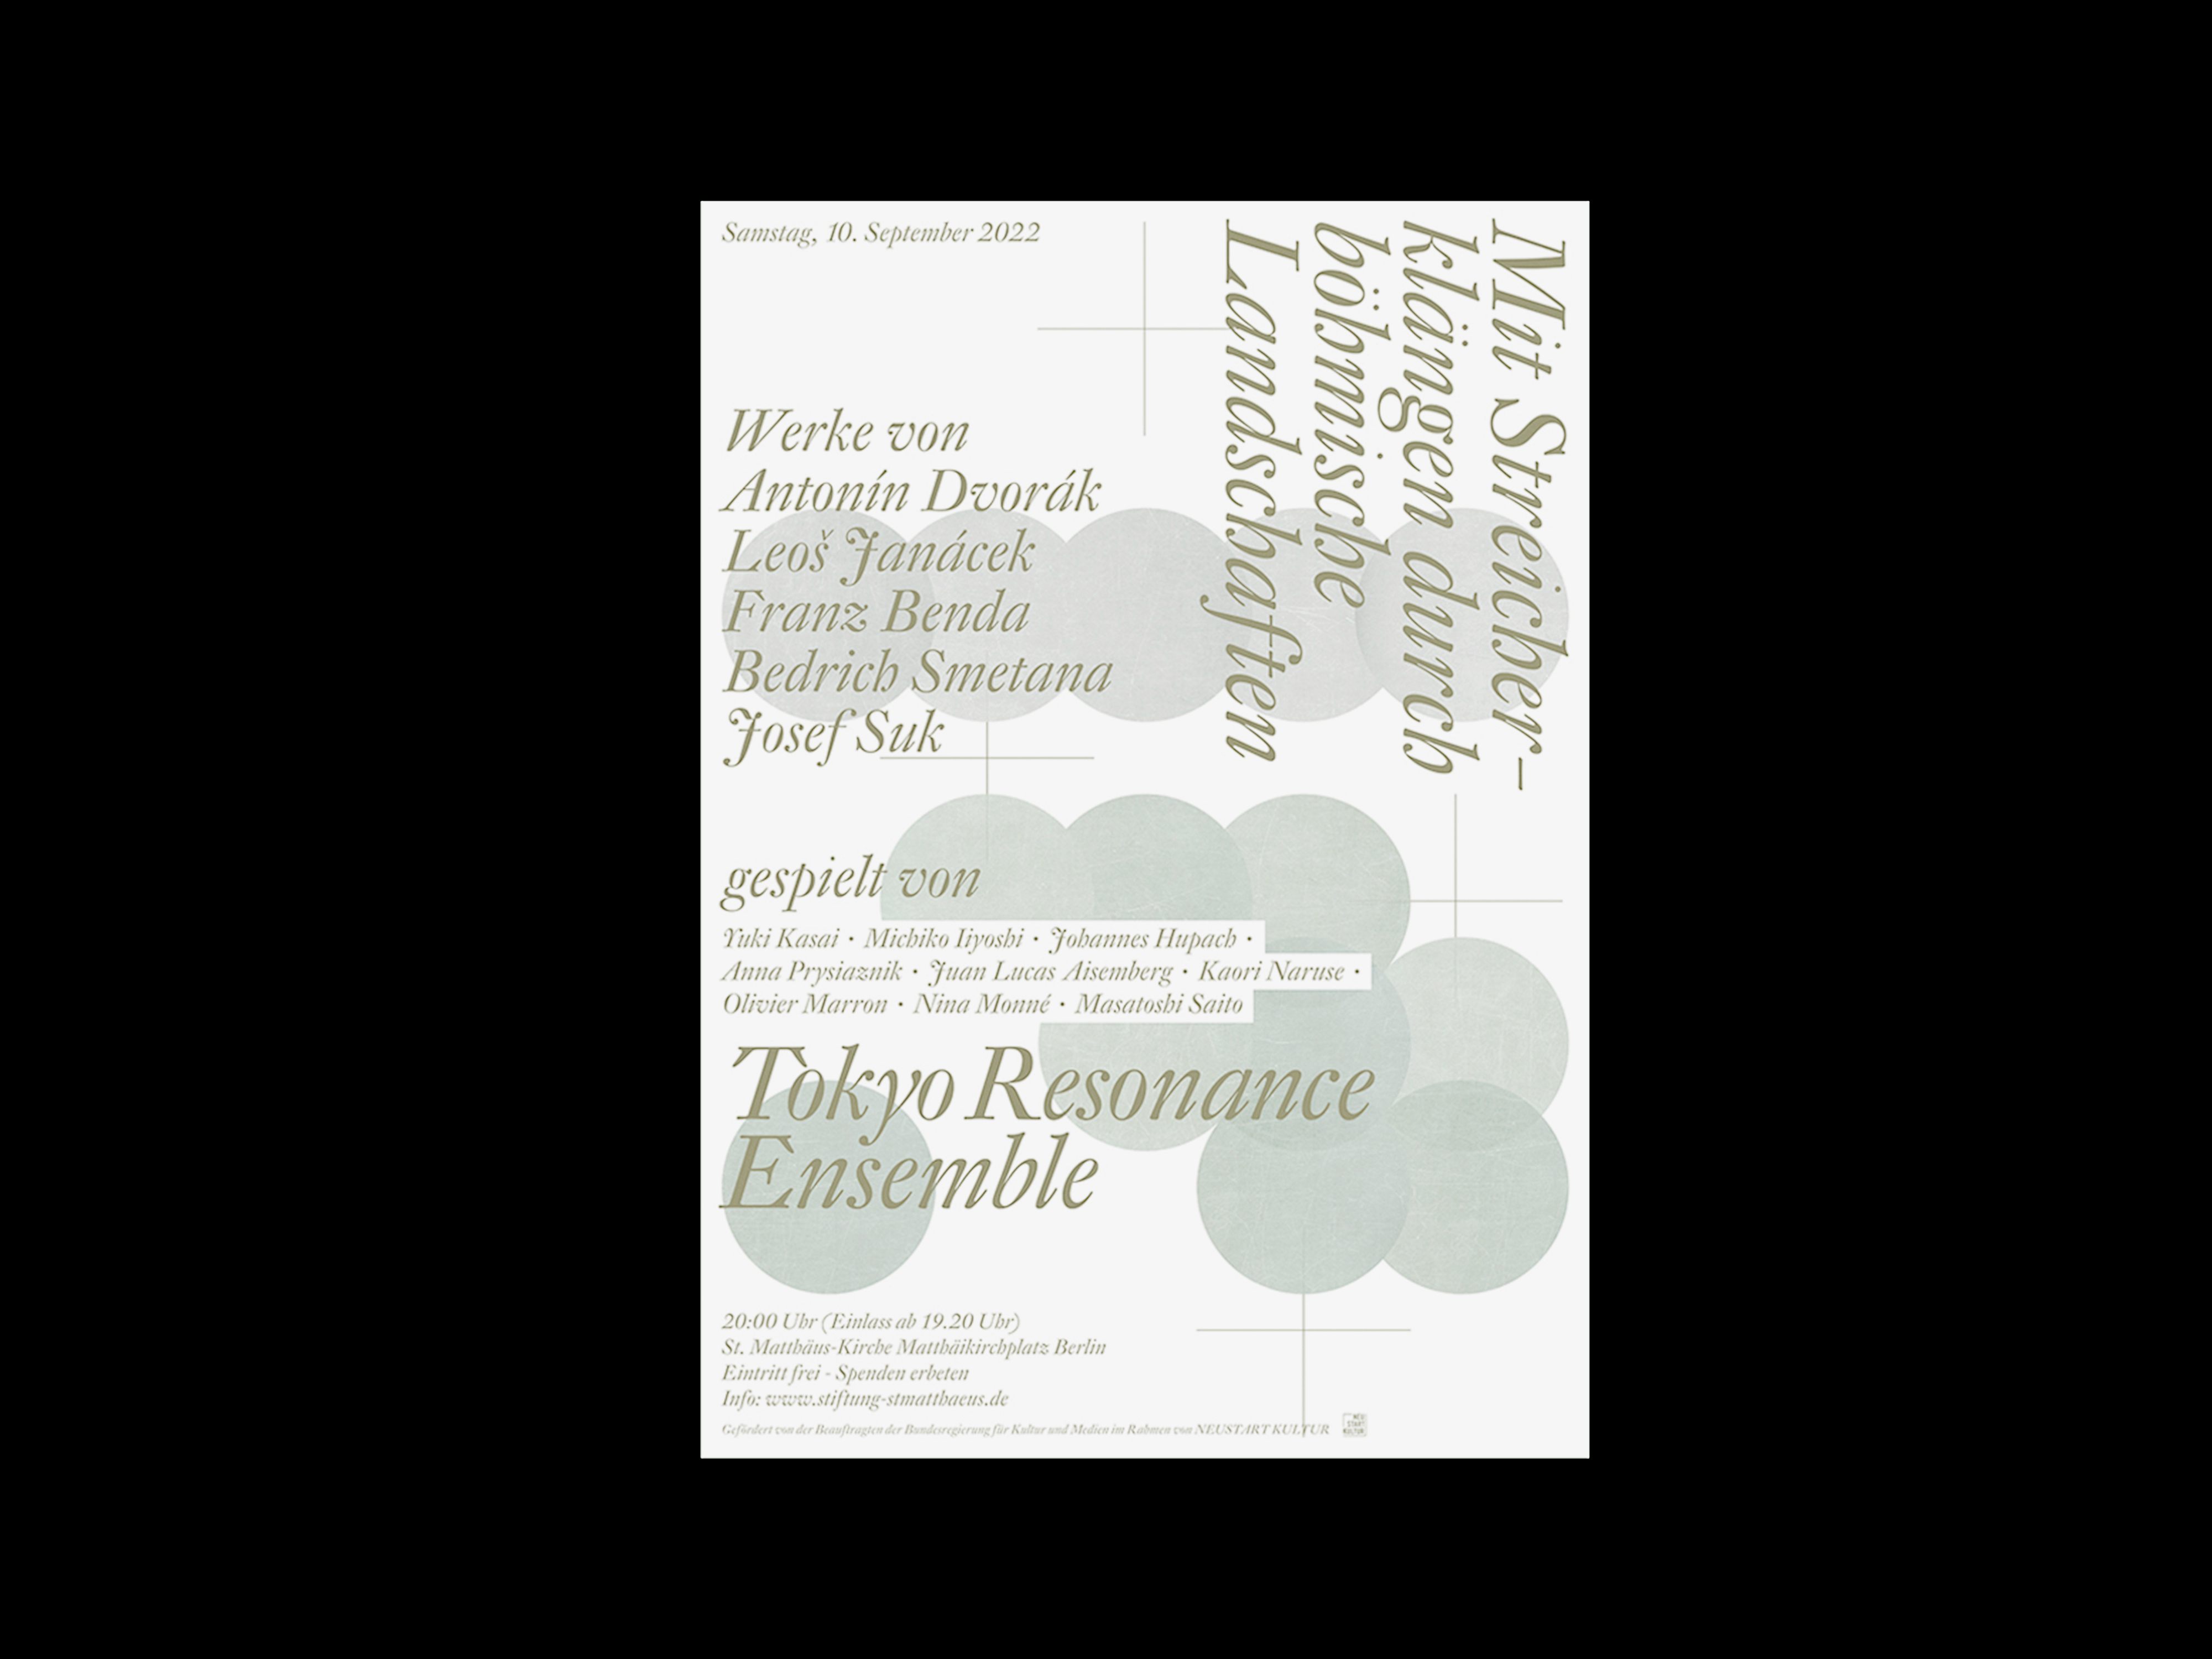 Samstag, 10. September 2022
Mit Streicher-
klängen durch
böhmische
Landschaften
Werke von
Antonín Dvorák
Leoš Janácek
Franz Benda
Bedrich Smetana
Josef Suk
gespielt von
Yuki Kasai · Michiko Iiyoshi · Johannes Hupach ·
Anna Prysiaznik · Juan Lucas Aisemberg · Kaori Naruse ·
Olivier Marron · Nina Monné · Masatoshi Saito
Tokyo Resonance
Ensemble
20:00 Uhr (Einlass ab 19.20 Uhr)
St. Matthäus-Kirche Matthäikirchplatz Berlin
Eintritt frei - Spenden erbeten
Info: www.stiftung-stmatthaeus.de
Gefördert von der Beauftragten der Bundesregierung für Kultur und Medien im Rahmen von NEUSTART KULTUR
NEU
START
KULTUR